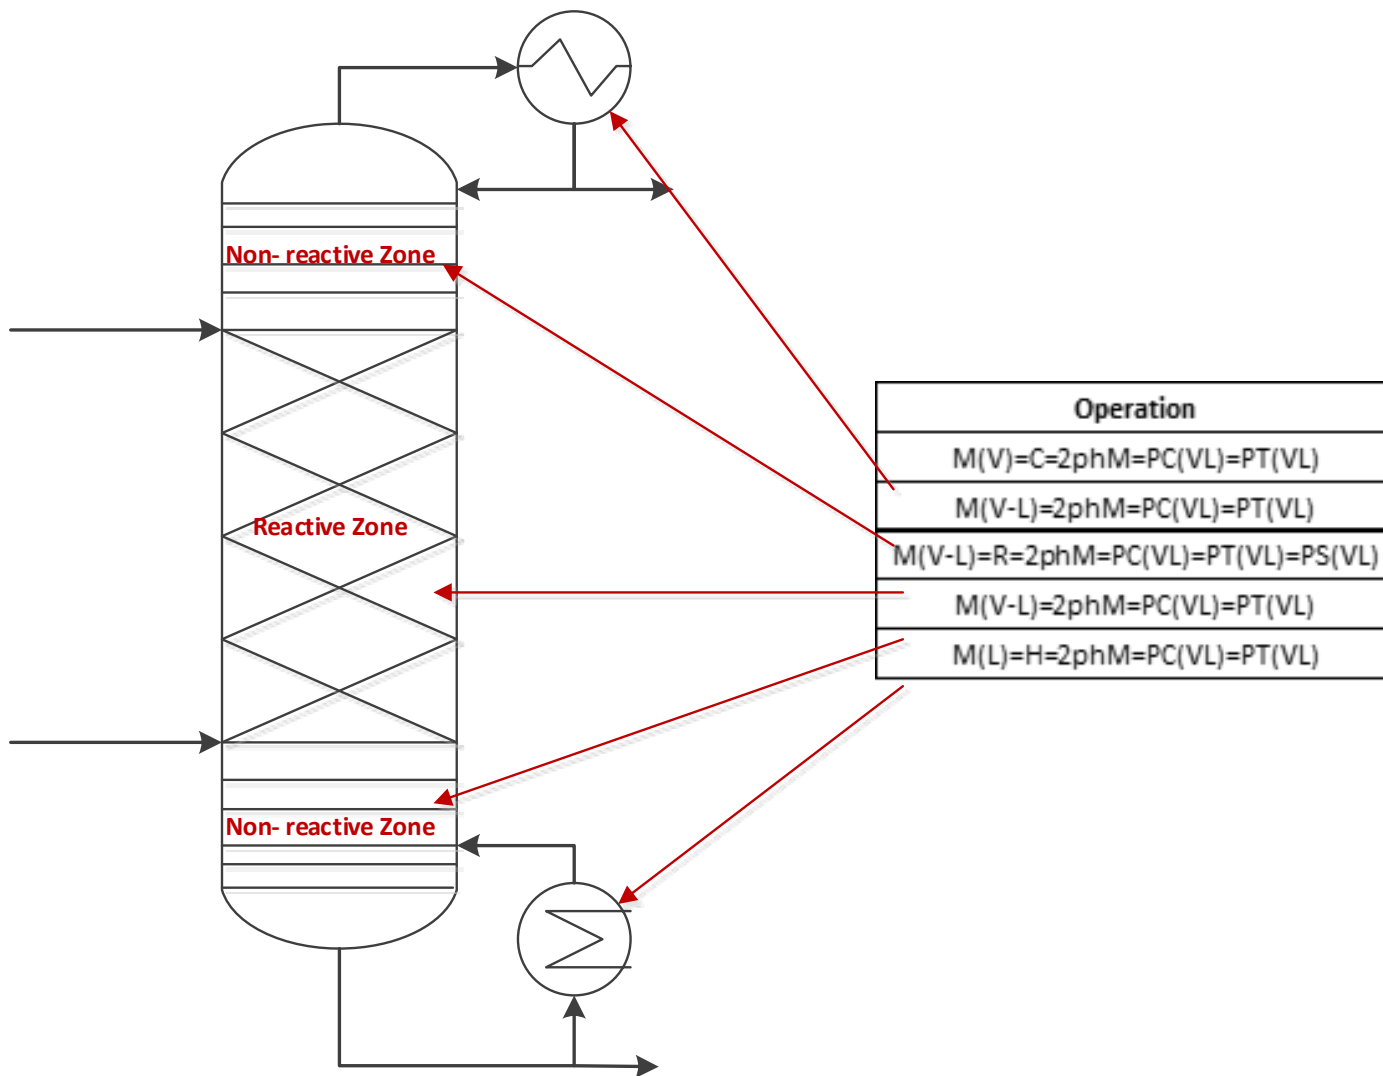 Non- reactive Zone
Reactive Zone
Non- reactive Zone
Operation
M(V)=C=2phM=PC(VL)=PT(VL)
M(V-L)=2phM=PC(VL)=PT(VL)
M(V-L)=R=2phM=PC(VL)=PT(VL)=PS(VL)
M(V-L)=2phM=PC(VL)=PT(VL)
M(L)=H=2phM=PC(VL)=PT(VL)